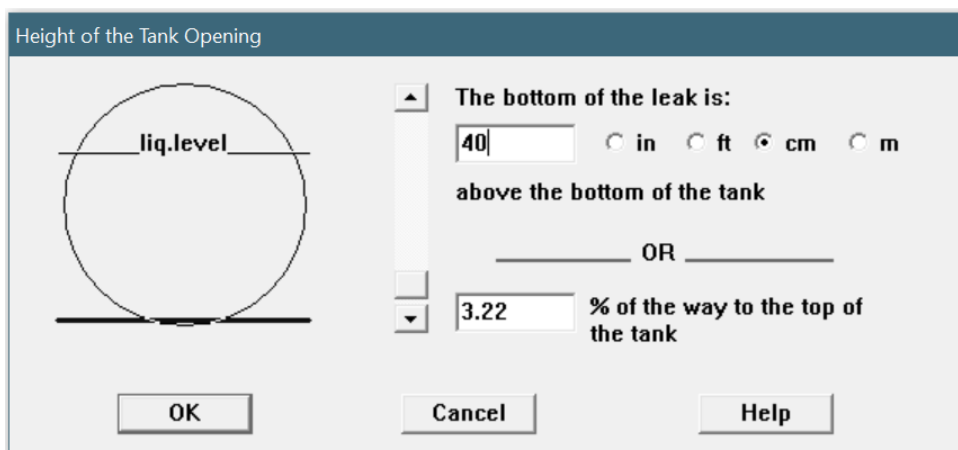 Height of the Tank Opening
liq.level
The bottom of the leak is:
40 in ft cm m
above the bottom of the tank
OR
3.22 % of the way to the top of
the tank
OK Cancel Help